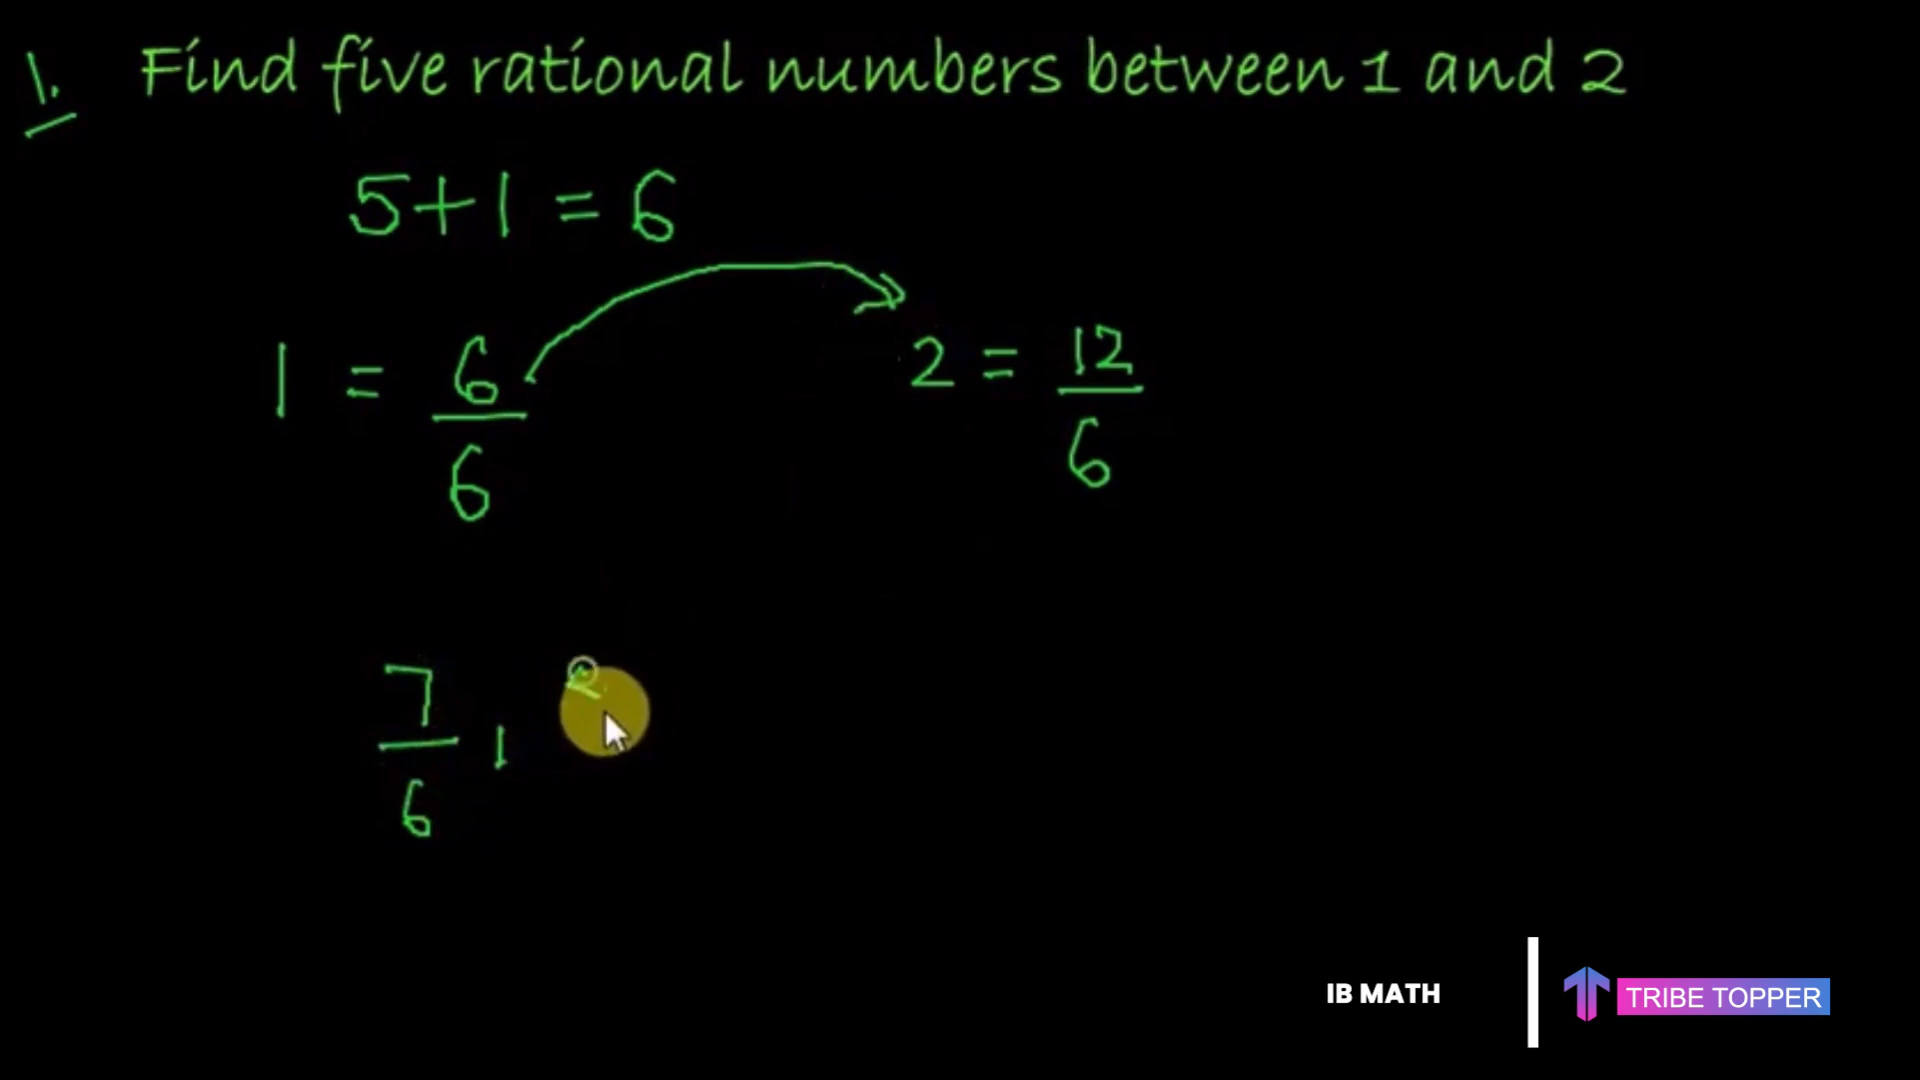 1. Find five rational numbers between 1 and 2
5+1 = 6
1 = 6/6 2 = 12/6
7/6 ,
IB MATH
TRIBE TOPPER